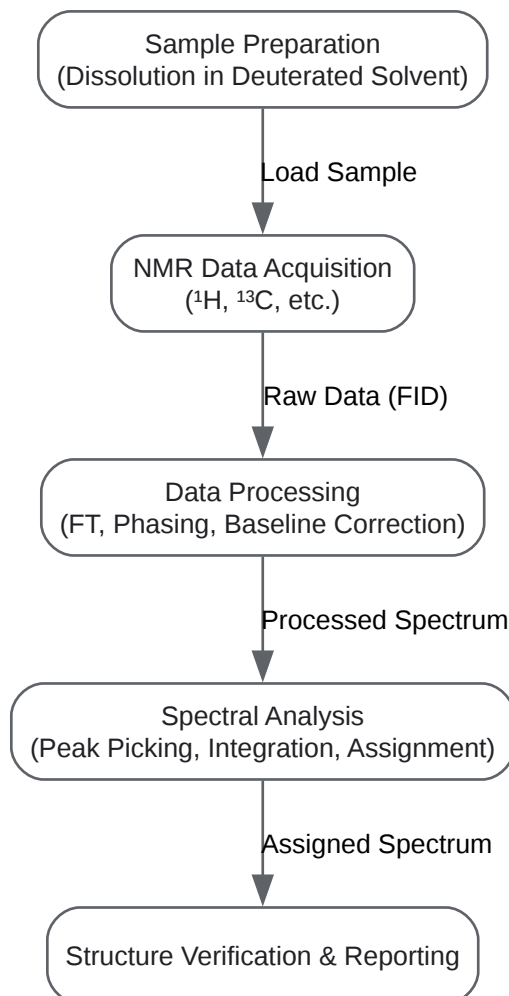 Sample Preparation
(Dissolution in Deuterated Solvent)
Load Sample
NMR Data Acquisition
(¹H, ¹³C, etc.)
Raw Data (FID)
Data Processing
(FT, Phasing, Baseline Correction)
Processed Spectrum
Spectral Analysis
(Peak Picking, Integration, Assignment)
Assigned Spectrum
Structure Verification & Reporting